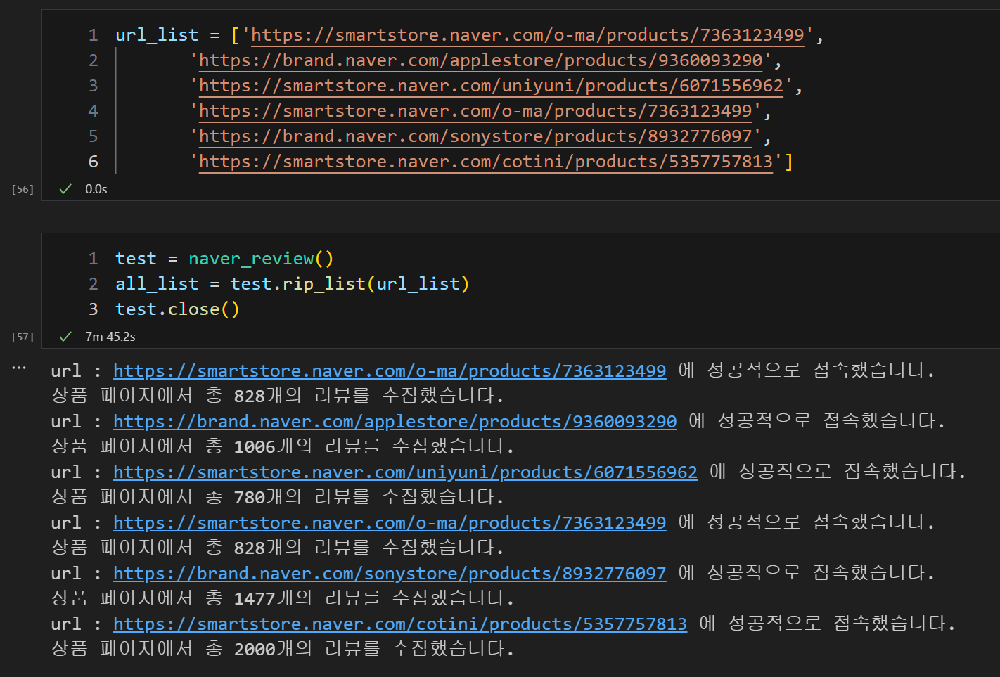 1 url_list = ['https://smartstore.naver.com/o-ma/products/7363123499',
2 'https://brand.naver.com/applestore/products/9360093290',
3 'https://smartstore.naver.com/uniyuni/products/6071556962',
4 'https://smartstore.naver.com/o-ma/products/7363123499',
5 'https://brand.naver.com/sonystore/products/8932776097',
6 'https://smartstore.naver.com/cotini/products/5357757813']
[56] ✓ 0.0s
1 test = naver_review()
2 all_list = test.rip_list(url_list)
3 test.close()
[57] ✓ 7m 45.2s
... url : https://smartstore.naver.com/o-ma/products/7363123499 에 성공적으로 접속했습니다.
상품 페이지에서 총 828개의 리뷰를 수집했습니다.
url : https://brand.naver.com/applestore/products/9360093290 에 성공적으로 접속했습니다.
상품 페이지에서 총 1006개의 리뷰를 수집했습니다.
url : https://smartstore.naver.com/uniyuni/products/6071556962 에 성공적으로 접속했습니다.
상품 페이지에서 총 780개의 리뷰를 수집했습니다.
url : https://smartstore.naver.com/o-ma/products/7363123499 에 성공적으로 접속했습니다.
상품 페이지에서 총 828개의 리뷰를 수집했습니다.
url : https://brand.naver.com/sonystore/products/8932776097 에 성공적으로 접속했습니다.
상품 페이지에서 총 1477개의 리뷰를 수집했습니다.
url : https://smartstore.naver.com/cotini/products/5357757813 에 성공적으로 접속했습니다.
상품 페이지에서 총 2000개의 리뷰를 수집했습니다.